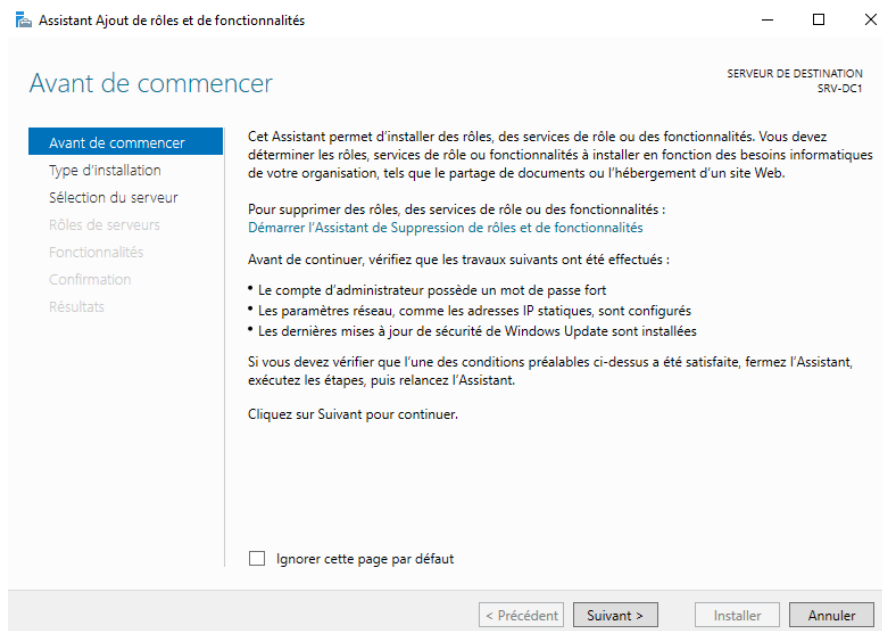 Assistant Ajout de rôles et de fonctionnalités
Avant de commencer
SERVEUR DE DESTINATION
SRV-DC1
Avant de commencer
Type d'installation
Sélection du serveur
Rôles de serveurs
Fonctionnalités
Confirmation
Résultats
Cet Assistant permet d'installer des rôles, des services de rôle ou des fonctionnalités. Vous devez
déterminer les rôles, services de rôle ou fonctionnalités à installer en fonction des besoins informatiques
de votre organisation, tels que le partage de documents ou l'hébergement d'un site Web.
Pour supprimer des rôles, des services de rôle ou des fonctionnalités :
Démarrer l'Assistant de Suppression de rôles et de fonctionnalités
Avant de continuer, vérifiez que les travaux suivants ont été effectués :
• Le compte d'administrateur possède un mot de passe fort
• Les paramètres réseau, comme les adresses IP statiques, sont configurés
• Les dernières mises à jour de sécurité de Windows Update sont installées
Si vous devez vérifier que l'une des conditions préalables ci-dessus a été satisfaite, fermez l'Assistant,
exécutez les étapes, puis relancez l'Assistant.
Cliquez sur Suivant pour continuer.
Ignorer cette page par défaut
< Précédent
Suivant >
Installer
Annuler